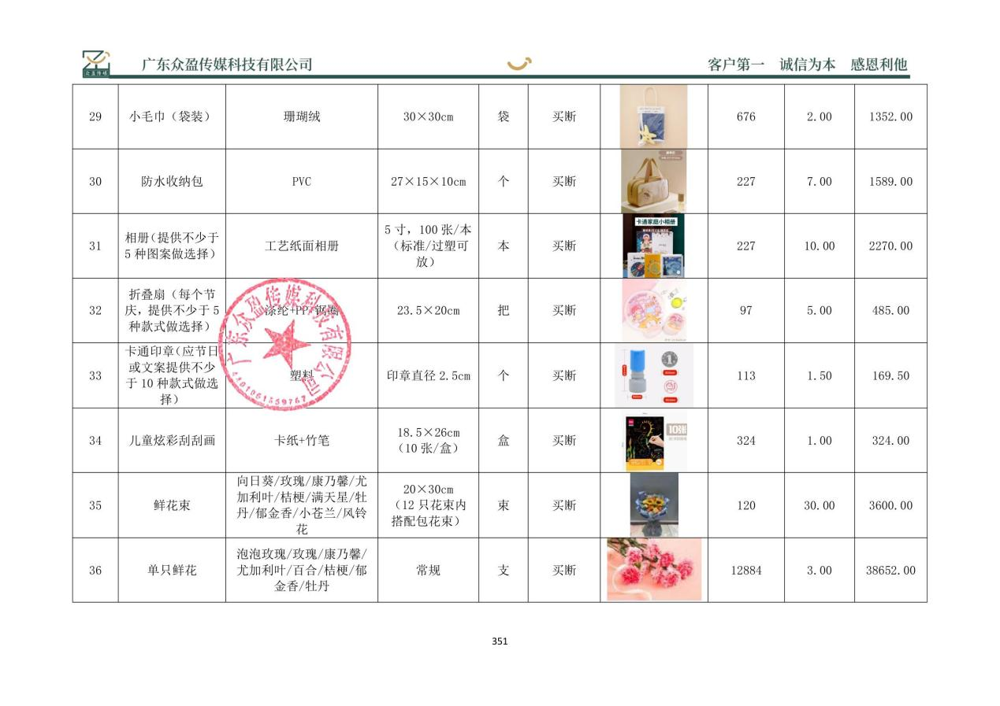 众盈传媒
广东众盈传媒科技有限公司
客户第一 诚信为本 感恩利他
29 小毛巾（袋装） 珊瑚绒 30×30cm 袋 买断 676 2.00 1352.00
30 防水收纳包 PVC 27×15×10cm 个 买断 227 7.00 1589.00
31 相册（提供不少于
5 种图案做选择） 工艺纸面相册 5 寸，100 张/本
（标准/过塑可
放） 本 买断 卡通家庭小相册 227 10.00 2270.00
32 折叠扇（每个节
庆，提供不少于 5
种款式做选择） 涤纶+PP+钢圈 23.5×20cm 把 买断 97 5.00 485.00
33 卡通印章（应节日
或文案提供不少
于 10 种款式做选
择） 塑料 印章直径 2.5cm 个 买断 113 1.50 169.50
广东众盈传媒科技有限公司
4401061559767
34 儿童炫彩刮刮画 卡纸+竹笔 18.5×26cm
（10 张/盒） 盒 买断 10张 324 1.00 324.00
35 鲜花束 向日葵/玫瑰/康乃馨/尤
加利叶/桔梗/满天星/牡
丹/郁金香/小苍兰/风铃
花 20×30cm
（12 只花束内
搭配包花束） 束 买断 120 30.00 3600.00
36 单只鲜花 泡泡玫瑰/玫瑰/康乃馨/
尤加利叶/百合/桔梗/郁
金香/牡丹 常规 支 买断 12884 3.00 38652.00
351